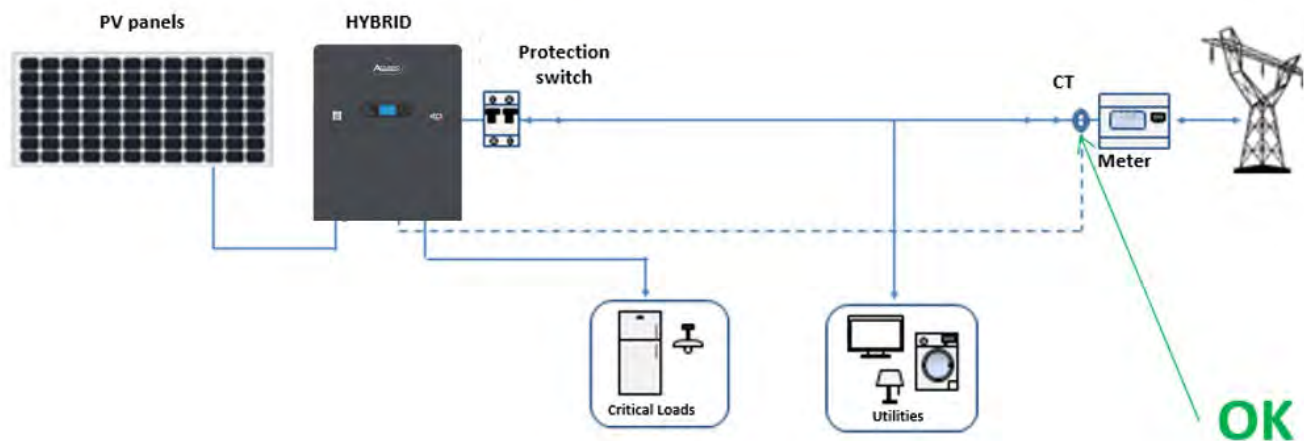 PV panels
HYBRID
Protection
switch
CT
Meter
Critical Loads
Utilities
OK